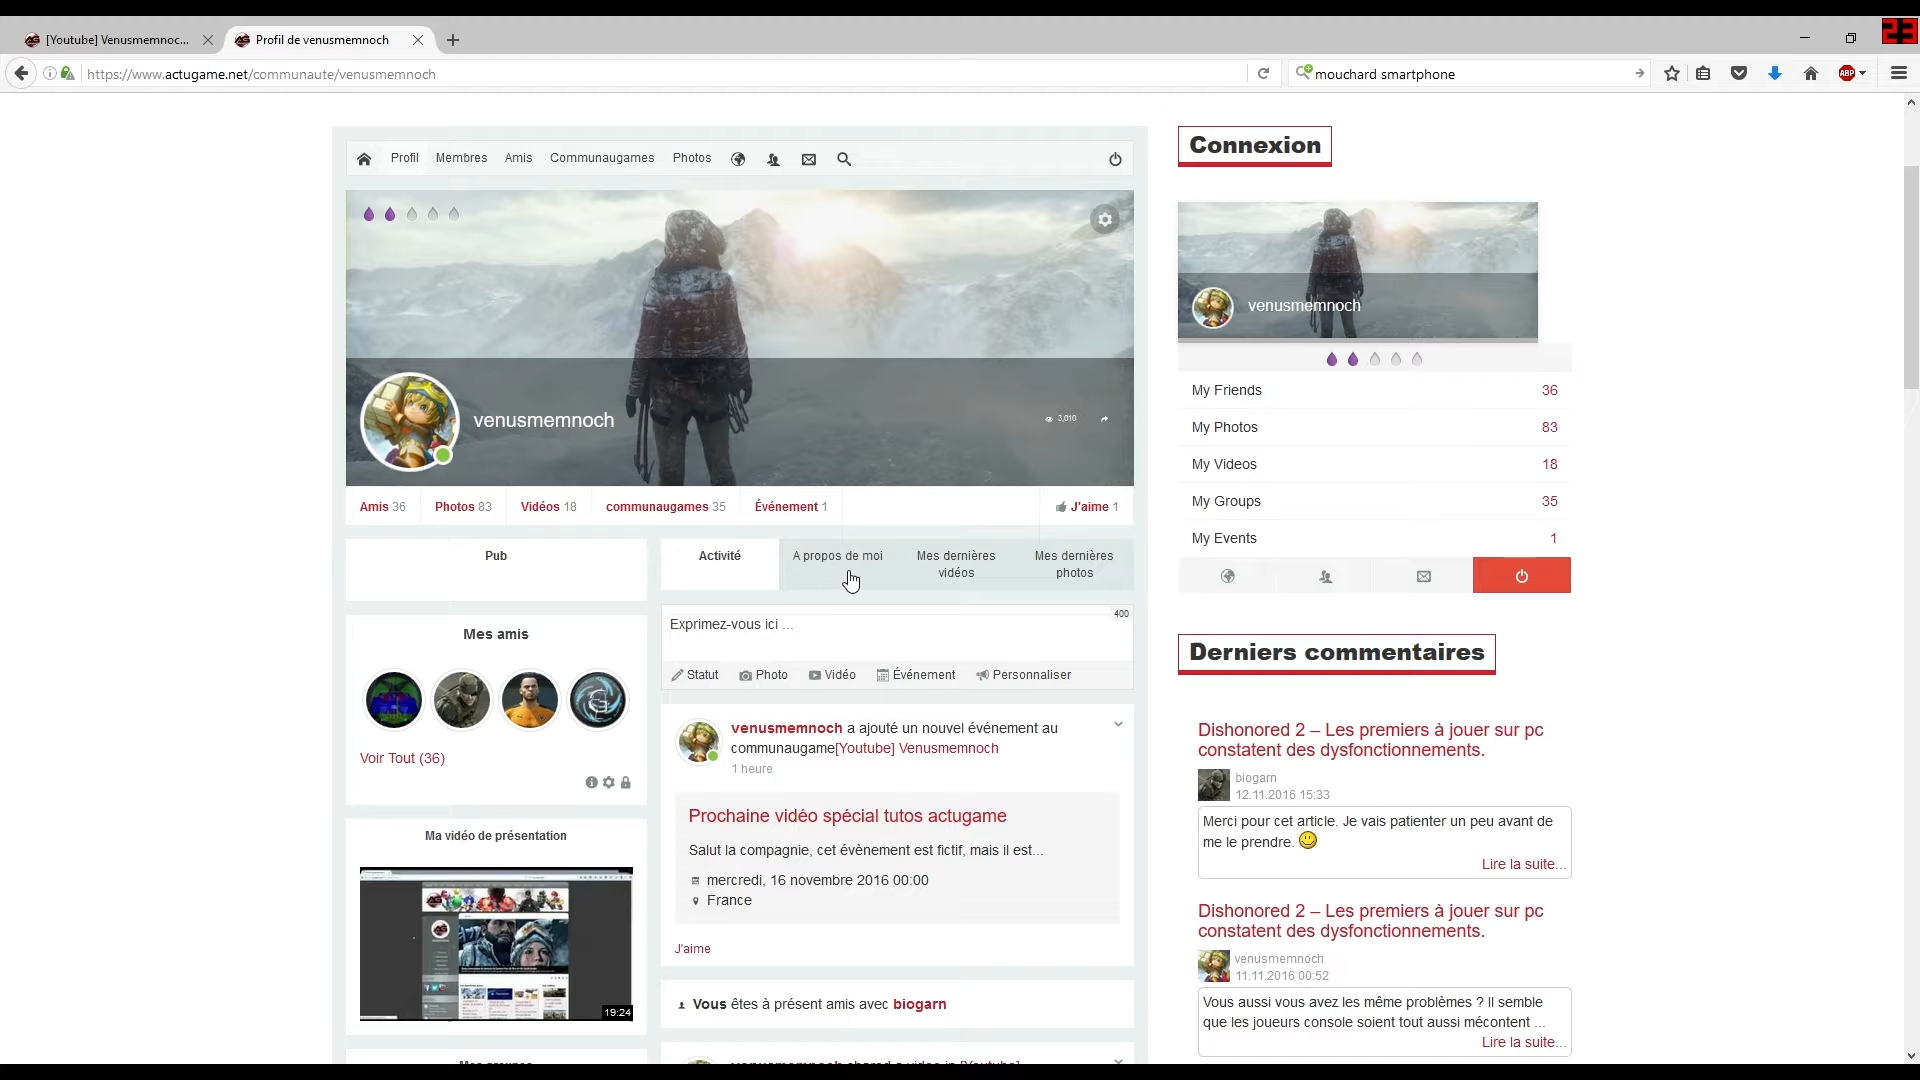 [Youtube] Venusmemnoc...
Profil de venusmemnoch
23
https://www.actugame.net/communaute/venusmemnoch
mouchard smartphone
ABP
Profil
Membres
Amis
Communaugames
Photos
venusmemnoch
3,010
Amis 36
Photos 83
Vidéos 18
communaugames 35
Événement 1
J'aime 1
Pub
Mes amis
Voir Tout (36)
Ma vidéo de présentation
19:24
Activité
A propos de moi
Mes dernières
vidéos
Mes dernières
photos
400
Exprimez-vous ici ...
Statut
Photo
Vidéo
Événement
Personnaliser
venusmemnoch a ajouté un nouvel événement au
communaugame[Youtube] Venusmemnoch
1 heure
Prochaine vidéo spécial tutos actugame
Salut la compagnie, cet évènement est fictif, mais il est...
mercredi, 16 novembre 2016 00:00
France
J'aime
Vous êtes à présent amis avec biogarn
Connexion
venusmemnoch
My Friends 36
My Photos 83
My Videos 18
My Groups 35
My Events 1
Derniers commentaires
Dishonored 2 – Les premiers à jouer sur pc
constatent des dysfonctionnements.
biogarn
12.11.2016 15:33
Merci pour cet article. Je vais patienter un peu avant de
me le prendre.
Lire la suite...
Dishonored 2 – Les premiers à jouer sur pc
constatent des dysfonctionnements.
venusmemnoch
11.11.2016 00:52
Vous aussi vous avez les même problèmes ? Il semble
que les joueurs console soient tout aussi mécontent ...
Lire la suite...